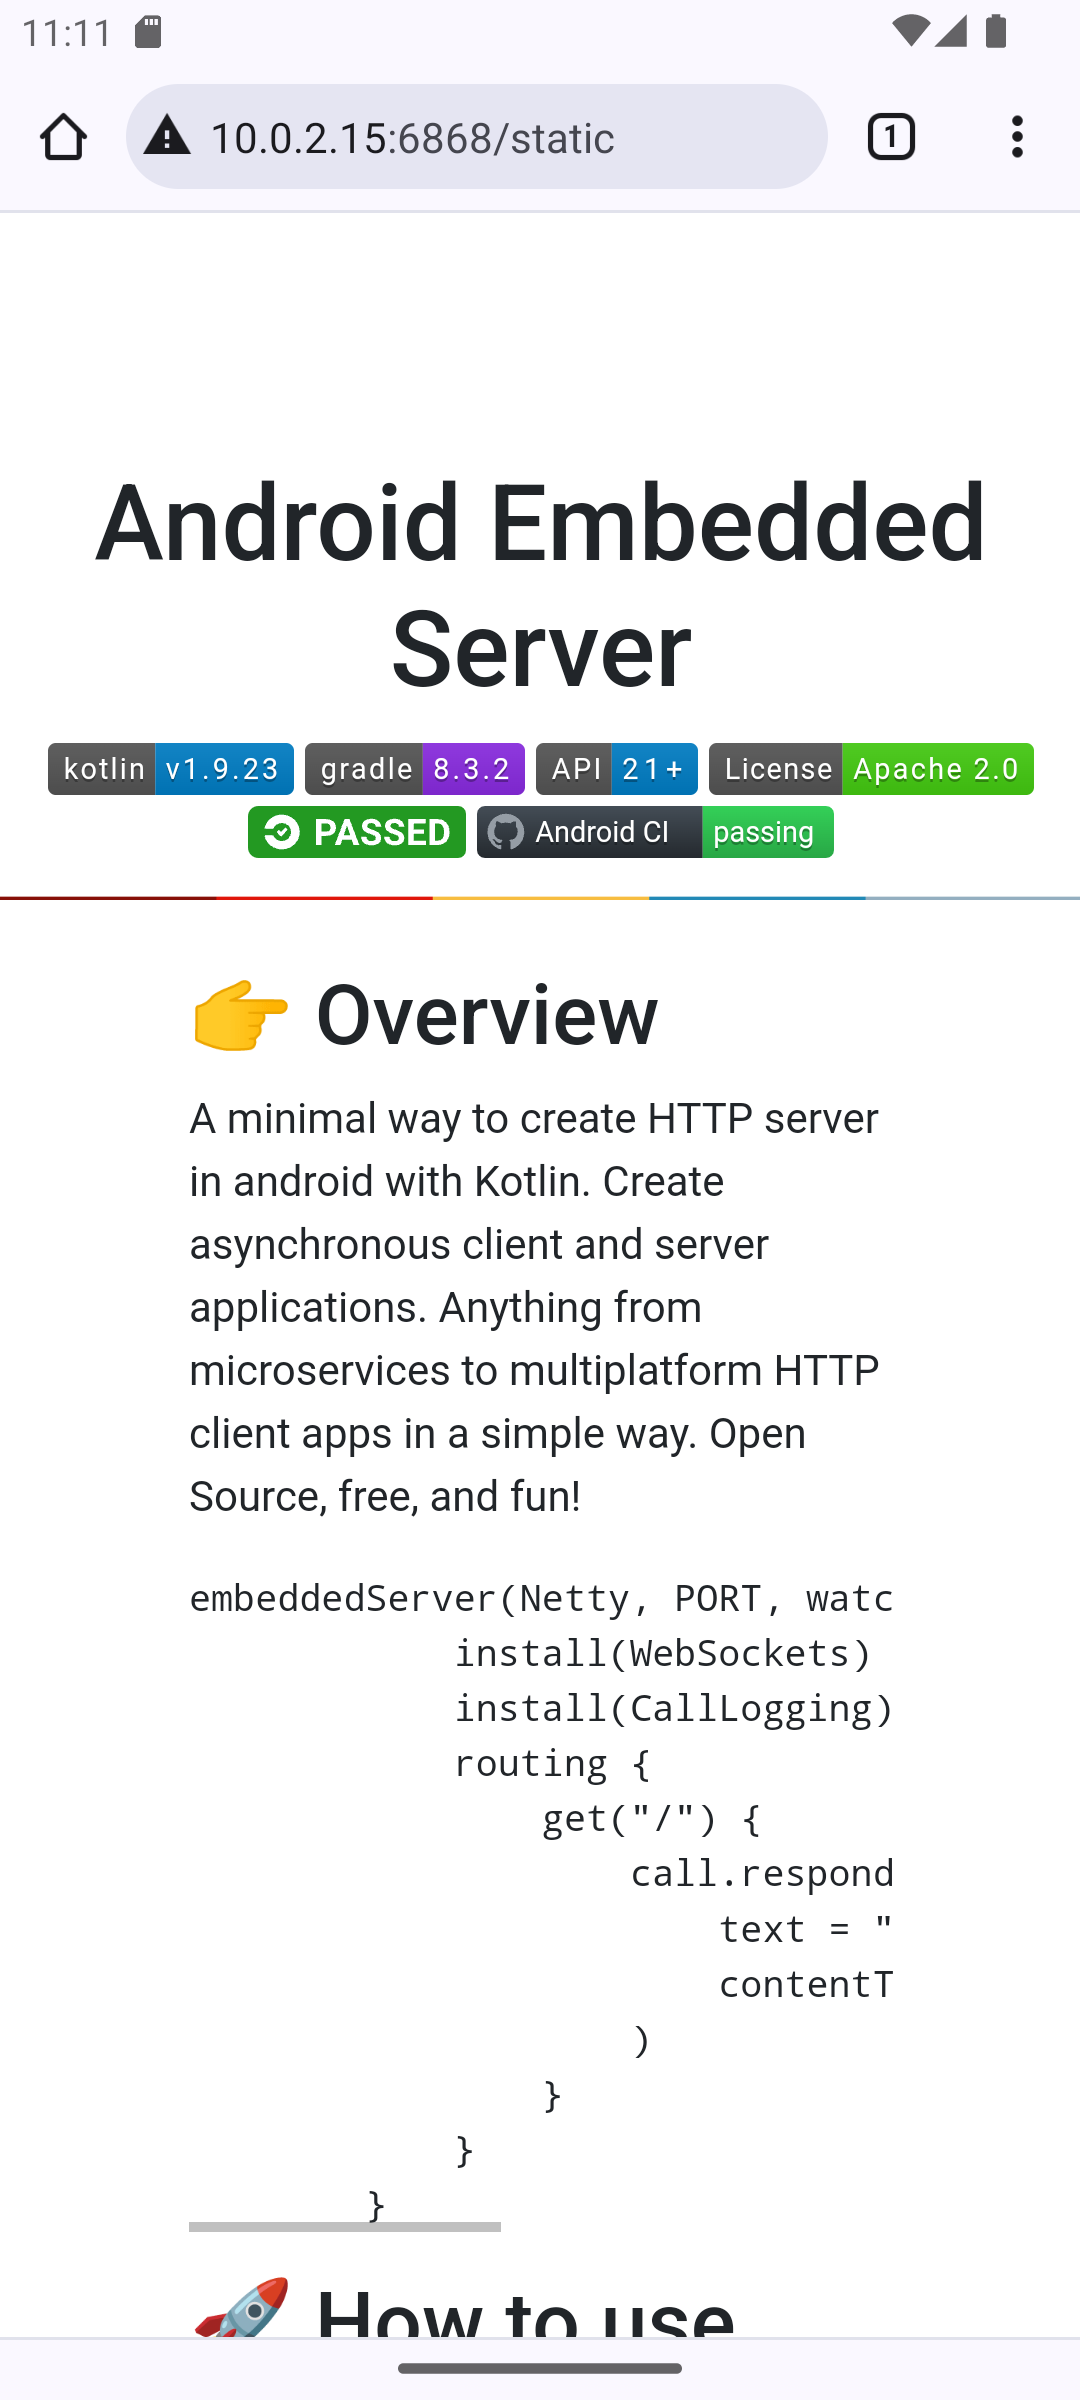 11:11
10.0.2.15:6868/static
1
Android Embedded
Server
kotlin v1.9.23 gradle 8.3.2 API 21+ License Apache 2.0
PASSED Android CI passing
👉 Overview
A minimal way to create HTTP server
in android with Kotlin. Create
asynchronous client and server
applications. Anything from
microservices to multiplatform HTTP
client apps in a simple way. Open
Source, free, and fun!
embeddedServer(Netty, PORT, watc
install(WebSockets)
install(CallLogging)
routing {
get("/") {
call.respond
text = "
contentT
)
}
}
}
🚀 How to use